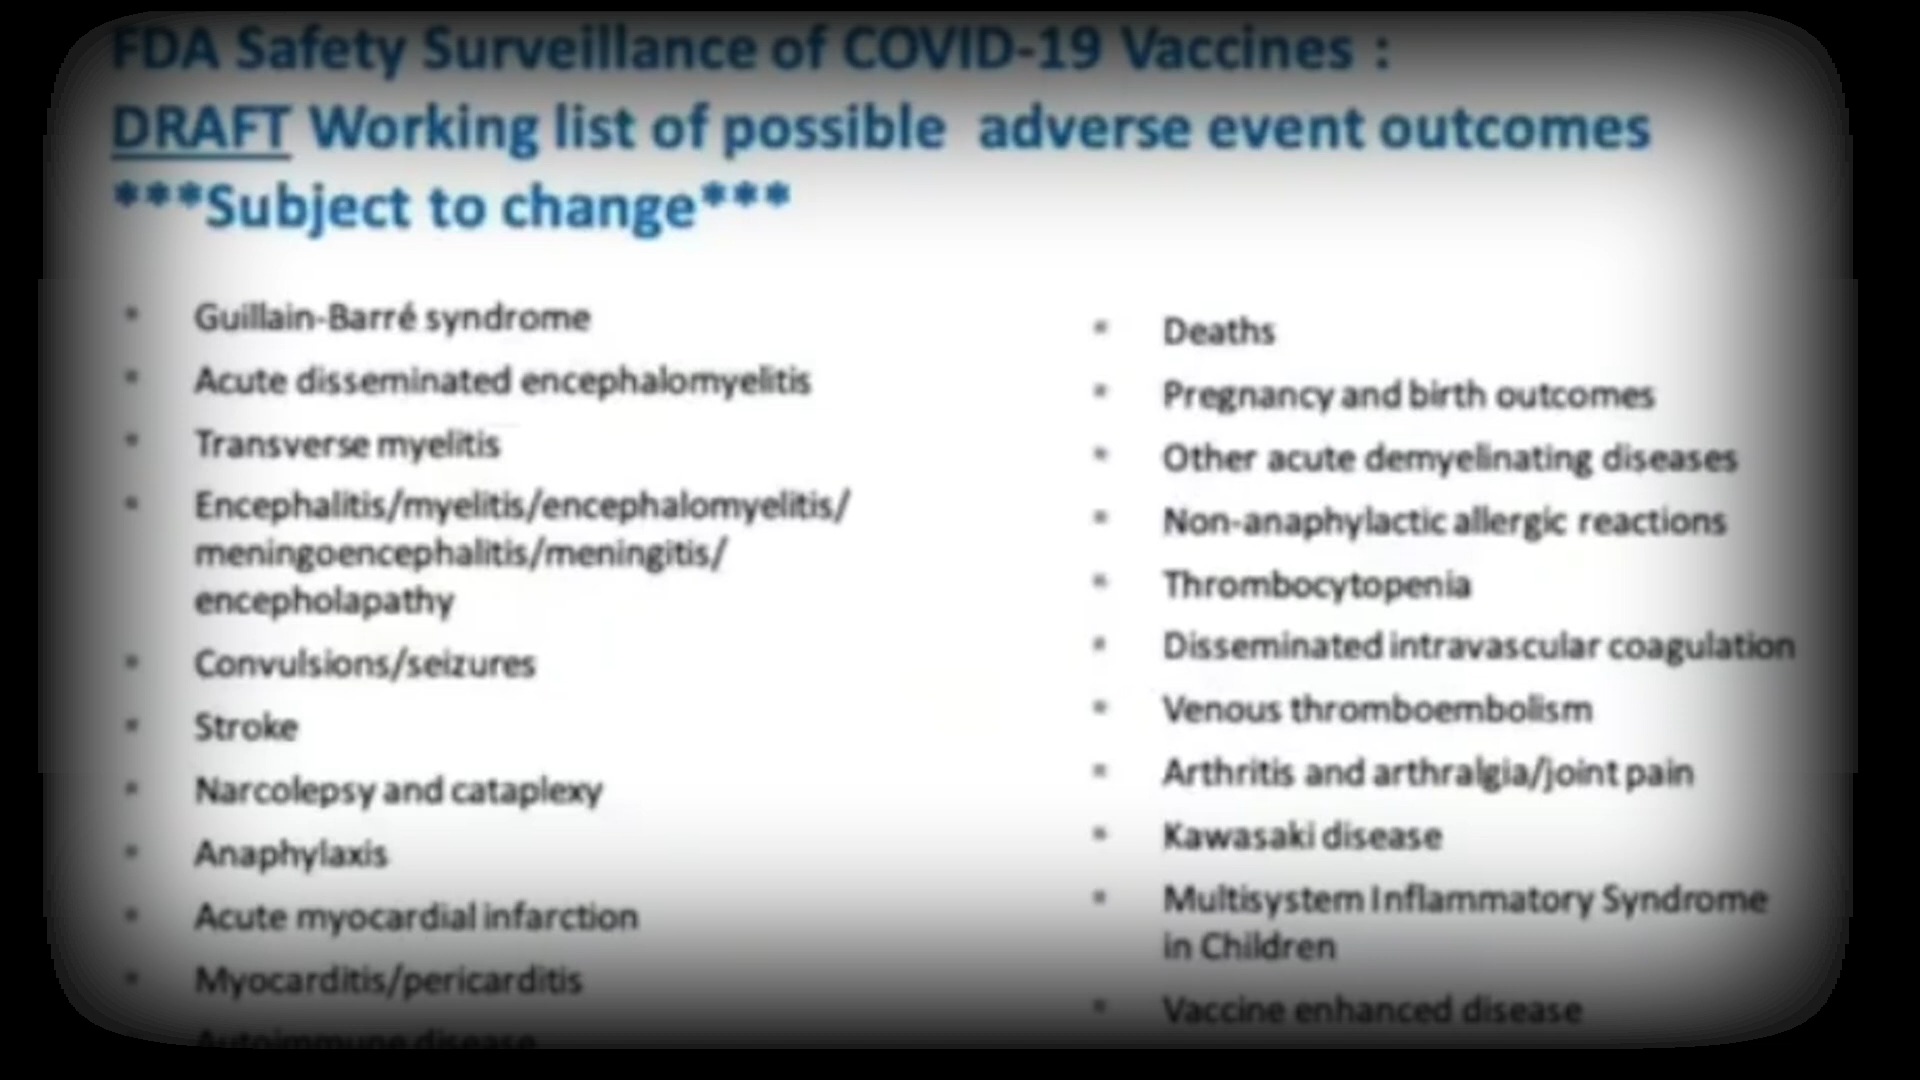 FDA Safety Surveillance of COVID-19 Vaccines :
DRAFT Working list of possible adverse event outcomes
***Subject to change***
Guillain-Barré syndrome
Acute disseminated encephalomyelitis
Transverse myelitis
Encephalitis/myelitis/encephalomyelitis/
meningoencephalitis/meningitis/
encepholapathy
Convulsions/seizures
Stroke
Narcolepsy and cataplexy
Anaphylaxis
Acute myocardial infarction
Myocarditis/pericarditis
Autoimmune disease
Deaths
Pregnancy and birth outcomes
Other acute demyelinating diseases
Non-anaphylactic allergic reactions
Thrombocytopenia
Disseminated intravascular coagulation
Venous thromboembolism
Arthritis and arthralgia/joint pain
Kawasaki disease
Multisystem Inflammatory Syndrome
in Children
Vaccine enhanced disease